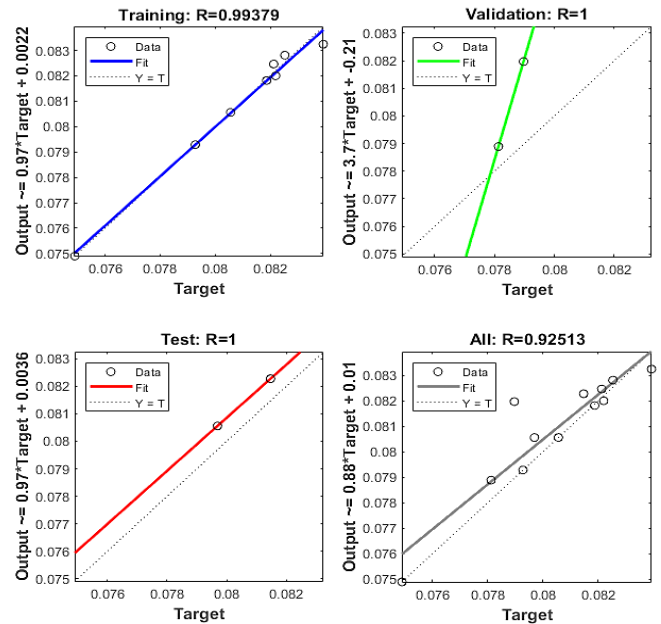 Training: R=0.99379
Output ~= 0.97*Target + 0.0022
0.083
0.082
0.081
0.08
0.079
0.078
0.077
0.076
0.075
Data
Fit
Y = T
0.076
0.078
0.08
0.082
Target
Validation: R=1
Output ~= 3.7*Target + -0.21
0.083
0.082
0.081
0.08
0.079
0.078
0.077
0.076
0.075
Data
Fit
Y = T
0.076
0.078
0.08
0.082
Target
Test: R=1
Output ~= 0.97*Target + 0.0036
0.083
0.082
0.081
0.08
0.079
0.078
0.077
0.076
0.075
Data
Fit
Y = T
0.076
0.078
0.08
0.082
Target
All: R=0.92513
Output ~= 0.88*Target + 0.01
0.083
0.082
0.081
0.08
0.079
0.078
0.077
0.076
0.075
Data
Fit
Y = T
0.076
0.078
0.08
0.082
Target